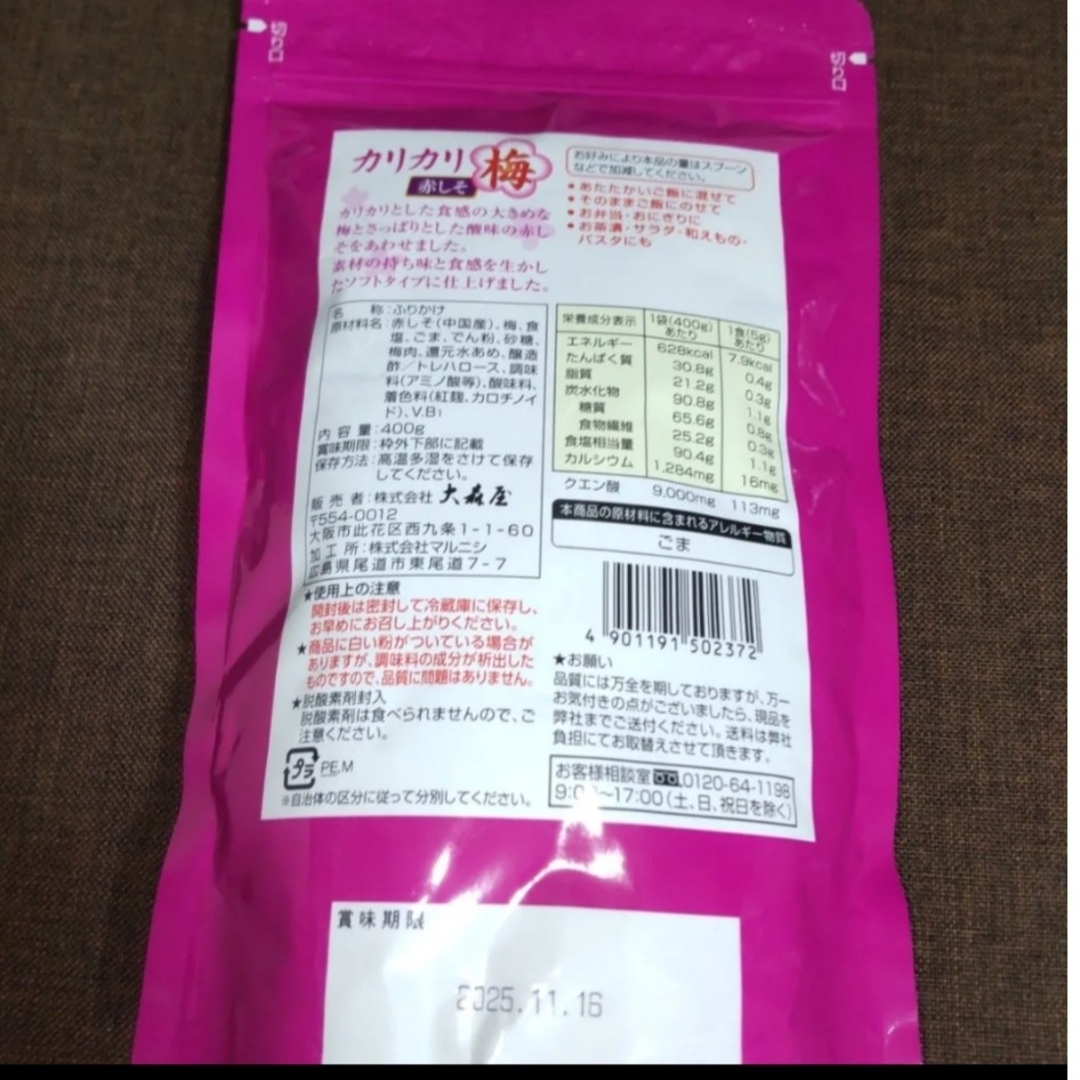 切り口
切り口
カリカリ梅
赤しそ
カリカリとした食感の大きめな
梅とさっぱりとした酸味の赤し
そをあわせました。
素材の持ち味と食感を生かし
たソフトタイプに仕上げました。
お好みにより本品の量はスプーン
などで加減してください。
●あたたかいご飯に混ぜて
●そのままご飯にのせて
●お弁当・おにぎりに
●お茶漬・サラダ・和えもの・
パスタにも
名称:ふりかけ
原材料名:赤しそ(中国産)、梅、食
塩、ごま、でん粉、砂糖、
梅肉、還元水あめ、醸造
酢/トレハロース、調味
料(アミノ酸等)、酸味料、
着色料(紅麹、カロチノイ
ド)、V.B1
内容量:400g
賞味期限:枠外下部に記載
保存方法:高温多湿をさけて保存
してください。
販売者:株式会社 大森屋
〒554-0012
大阪市此花区西九条1-1-60
加工所:株式会社マルニシ
広島県尾道市東尾道7-7
栄養成分表示 1袋(400g)あたり 1食(5g)あたり
エネルギー 628kcal 7.9kcal
たんぱく質 30.8g 0.4g
脂質 21.2g 0.3g
炭水化物 90.8g 1.1g
糖質 65.6g 0.8g
食物繊維 25.2g 0.3g
食塩相当量 90.4g 1.1g
カルシウム 1,284mg 16mg
クエン酸 9,000mg 113mg
本商品の原材料に含まれるアレルギー物質
ごま
4 901191 502372
★使用上の注意
開封後は密封して冷蔵庫に保存し、
お早めにお召し上がりください。
★商品に白い粉がついている場合が
ありますが、調味料の成分が析出した
ものですので、品質に問題はありません。
★脱酸素剤封入
脱酸素剤は食べられませんので、ご
注意ください。
プラ PE,M
※自治体の区分に従って分別してください。
★お願い
品質には万全を期しておりますが、万一
お気付きの点がございましたら、現品を
弊社までご送付ください。送料は弊社
負担にてお取替えさせて頂きます。
お客様相談室 0120-64-1198
9:00～17:00(土、日、祝日を除く)
賞味期限
2025.11.16